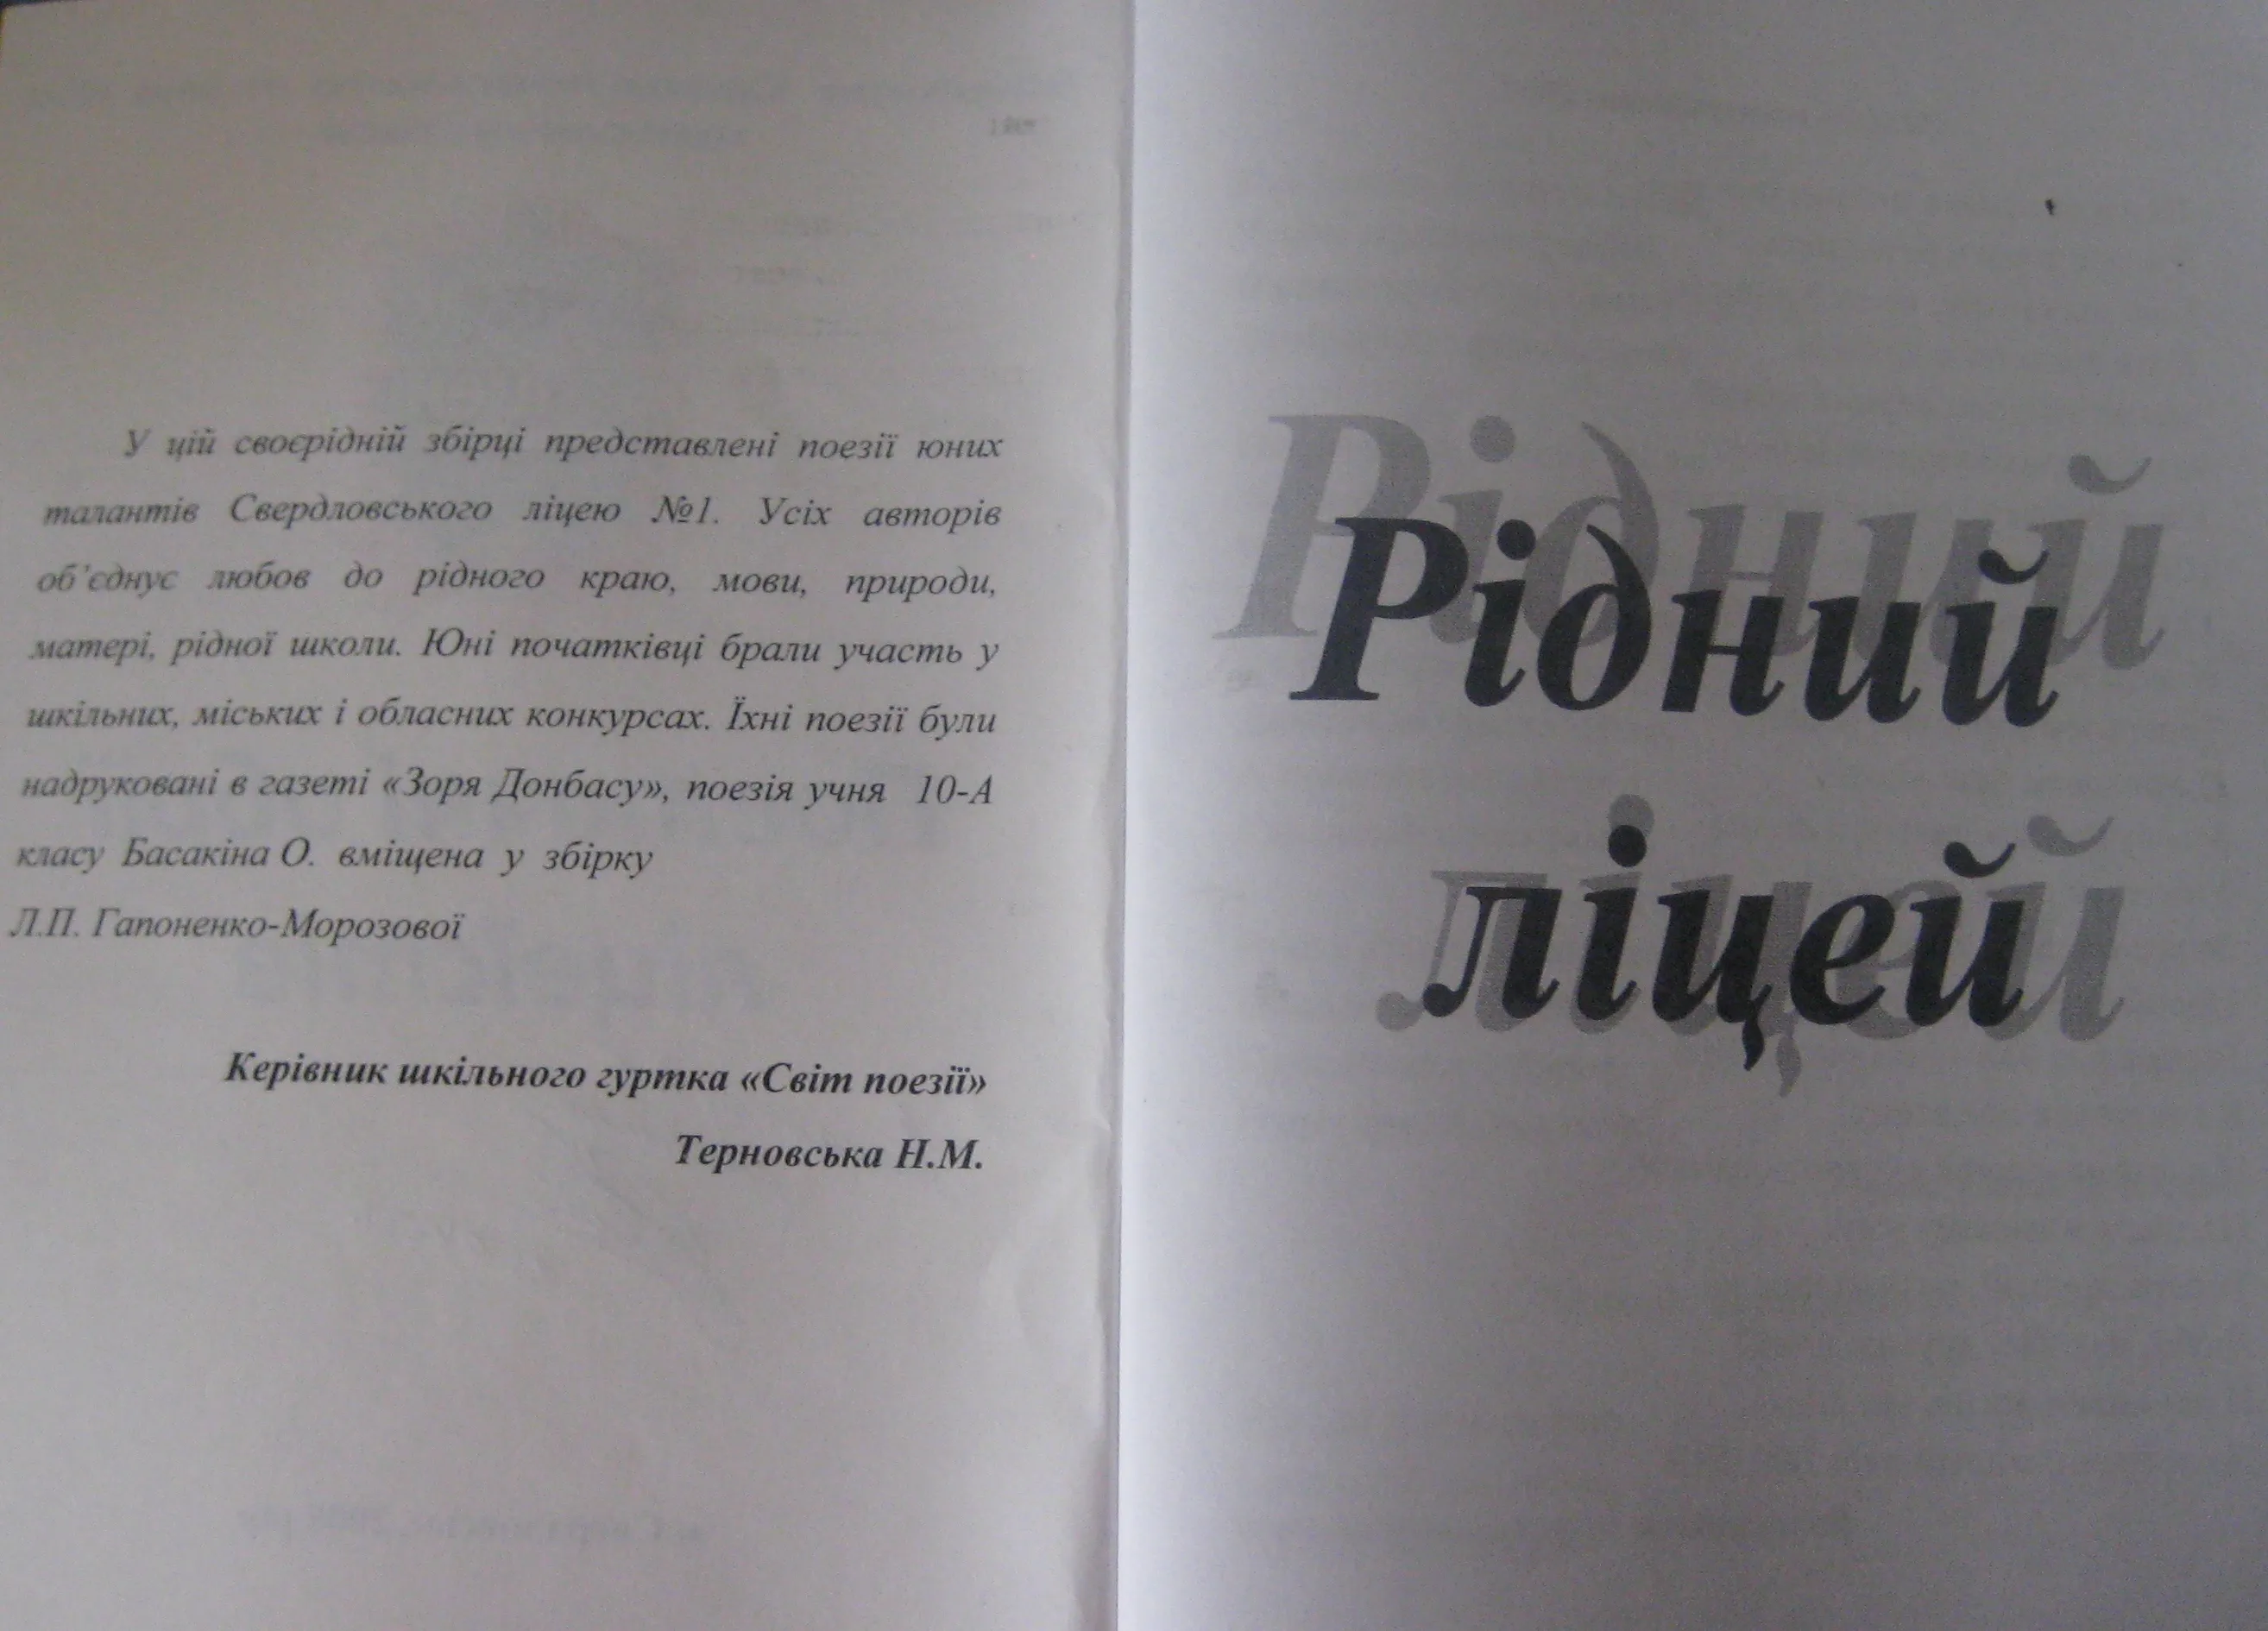 У цій своєрідній збірці представлені поезії юних
талантів Свердловського ліцею №1. Усіх авторів
об'єднує любов до рідного краю, мови, природи,
матері, рідної школи. Юні початківці брали участь у
шкільних, міських і обласних конкурсах. Їхні поезії були
надруковані в газеті «Зоря Донбасу», поезія учня 10-А
класу Басакіна О. вміщена у збірку
Л.П. Гапоненко-Морозової
Керівник шкільного гуртка «Світ поезії»
Терновська Н.М.
Рідний
ліцей